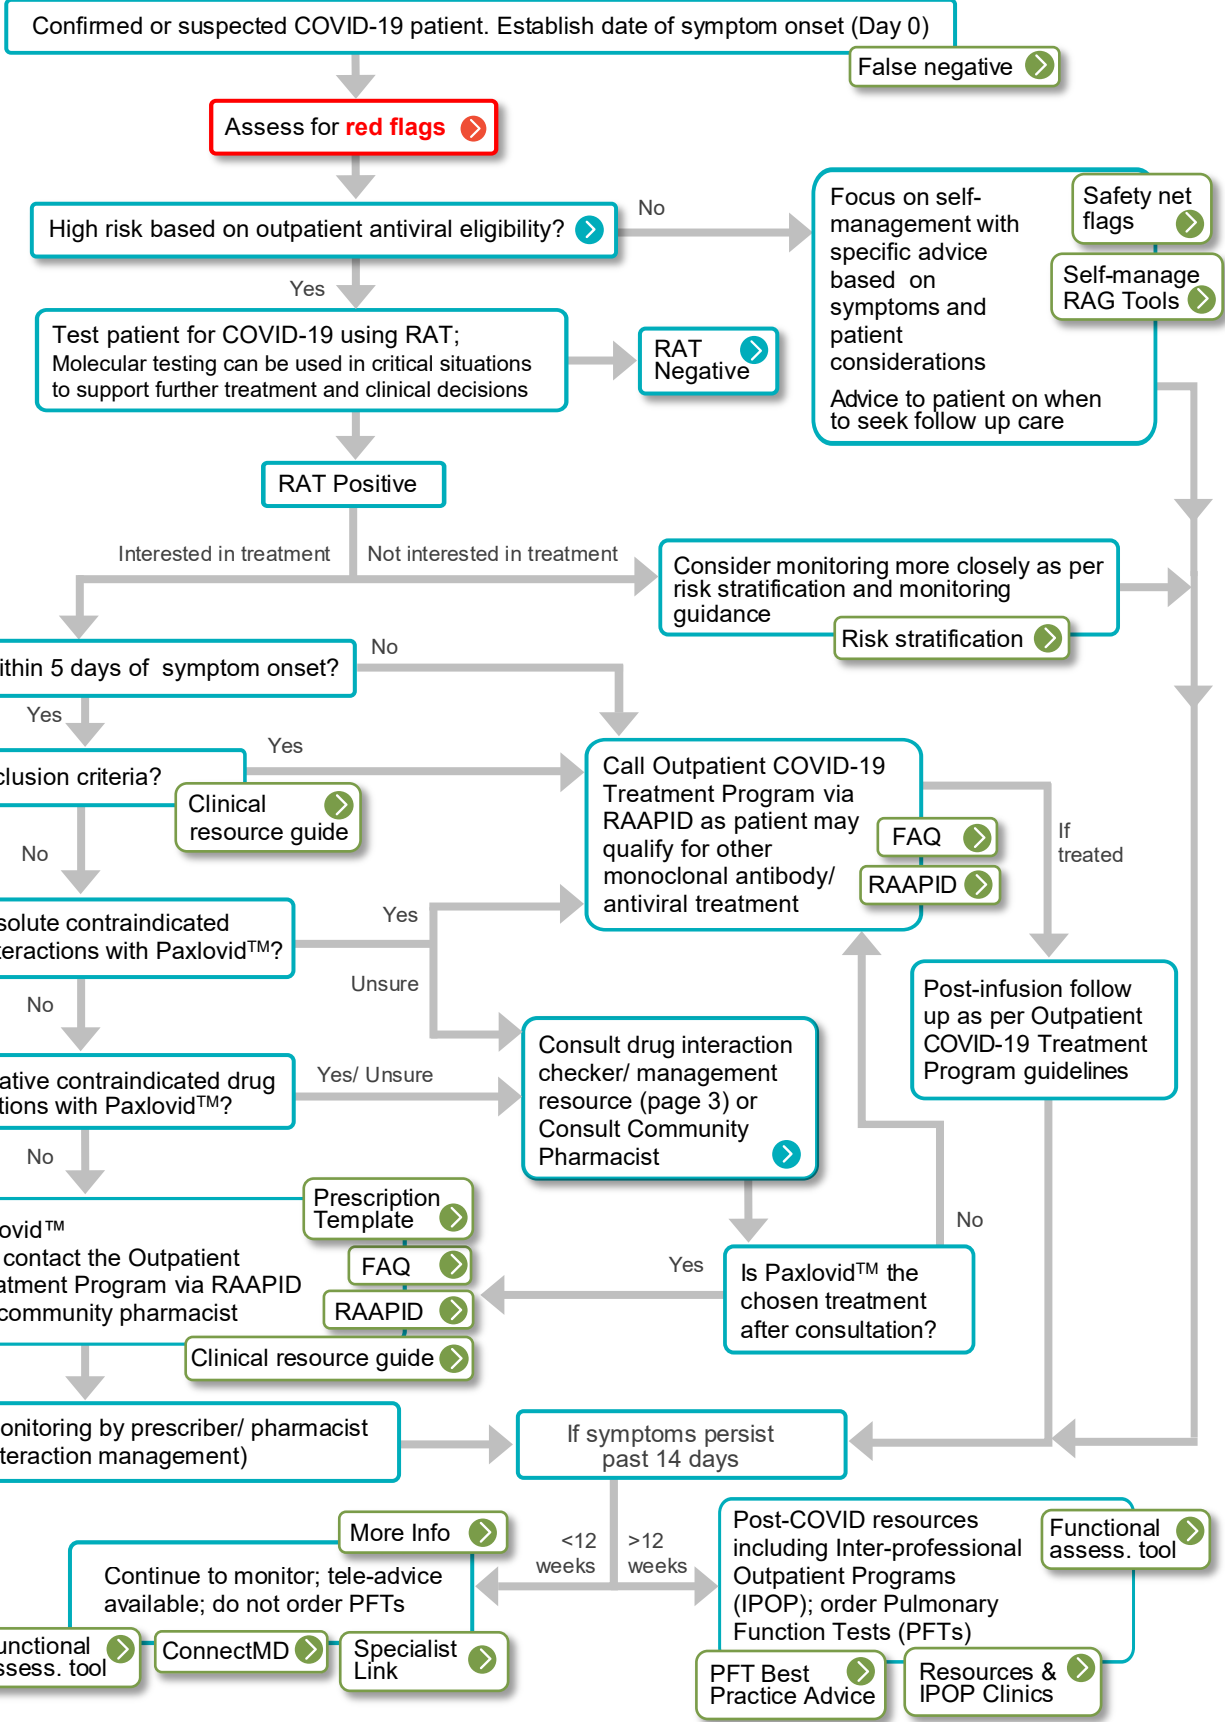 Confirmed or suspected COVID-19 patient. Establish date of symptom onset (Day 0)
False negative
Assess for red flags
High risk based on outpatient antiviral eligibility?
No
Focus on self-
management with
specific advice
based on
symptoms and
patient
considerations
Advice to patient on when
to seek follow up care
Safety net
flags
Self-manage
RAG Tools
Yes
Test patient for COVID-19 using RAT;
Molecular testing can be used in critical situations
to support further treatment and clinical decisions
RAT
Negative
RAT Positive
Interested in treatment
Not interested in treatment
Consider monitoring more closely as per
risk stratification and monitoring
guidance
Risk stratification
ithin 5 days of symptom onset?
No
Yes
clusion criteria?
Yes
Clinical
resource guide
No
Call Outpatient COVID-19
Treatment Program via
RAAPID as patient may
qualify for other
monoclonal antibody/
antiviral treatment
FAQ
RAAPID
If
treated
solute contraindicated
teractions with Paxlovid™?
Yes
Unsure
No
Post-infusion follow
up as per Outpatient
COVID-19 Treatment
Program guidelines
Consult drug interaction
checker/ management
resource (page 3) or
Consult Community
Pharmacist
ative contraindicated drug
tions with Paxlovid™?
Yes/ Unsure
No
Prescription
Template
FAQ
RAAPID
Clinical resource guide
lovid™
contact the Outpatient
atment Program via RAAPID
community pharmacist
Yes
No
Is Paxlovid™ the
chosen treatment
after consultation?
onitoring by prescriber/ pharmacist
teraction management)
If symptoms persist
past 14 days
<12
weeks
>12
weeks
More Info
Continue to monitor; tele-advice
available; do not order PFTs
unctional
ssess. tool
ConnectMD
Specialist
Link
Post-COVID resources
including Inter-professional
Outpatient Programs
(IPOP); order Pulmonary
Function Tests (PFTs)
Functional
assess. tool
PFT Best
Practice Advice
Resources &
IPOP Clinics